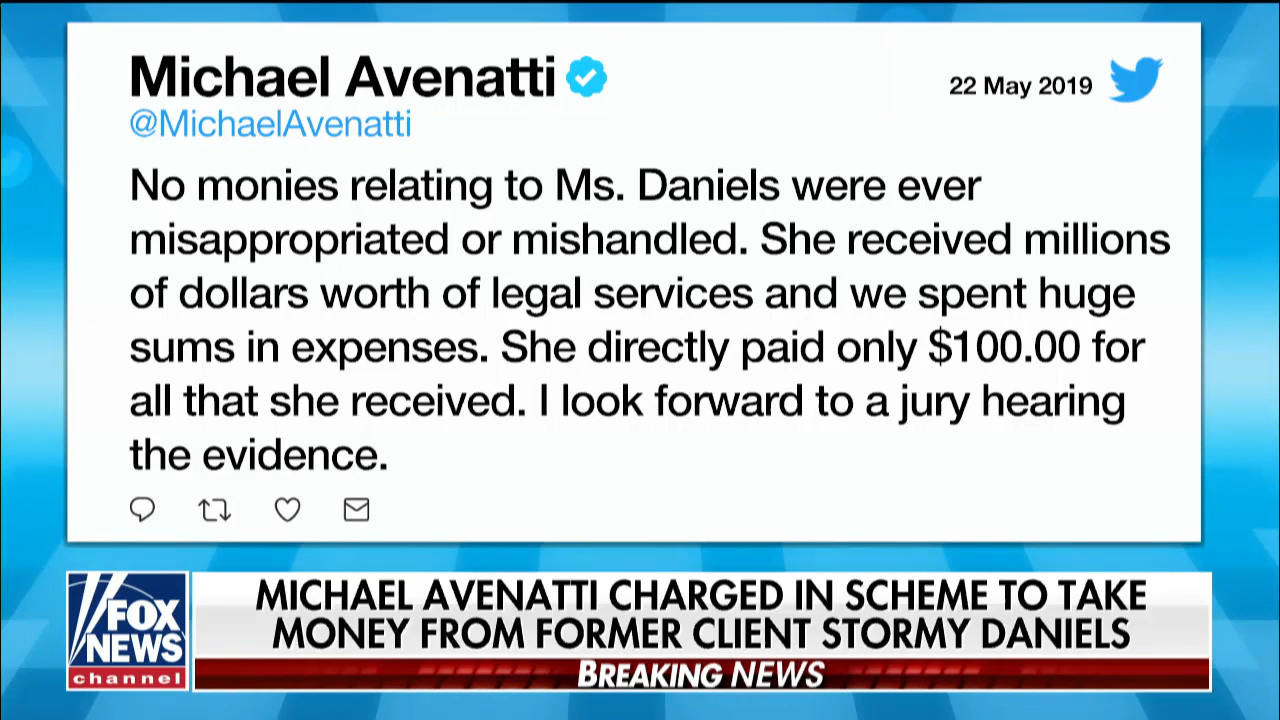 Michael Avenatti
22 May 2019
@MichaelAvenatti
No monies relating to Ms. Daniels were ever
misappropriated or mishandled. She received millions
of dollars worth of legal services and we spent huge
sums in expenses. She directly paid only $100.00 for
all that she received. I look forward to a jury hearing
the evidence.
FOX
NEWS
channel
MICHAEL AVENATTI CHARGED IN SCHEME TO TAKE
MONEY FROM FORMER CLIENT STORMY DANIELS
BREAKING NEWS